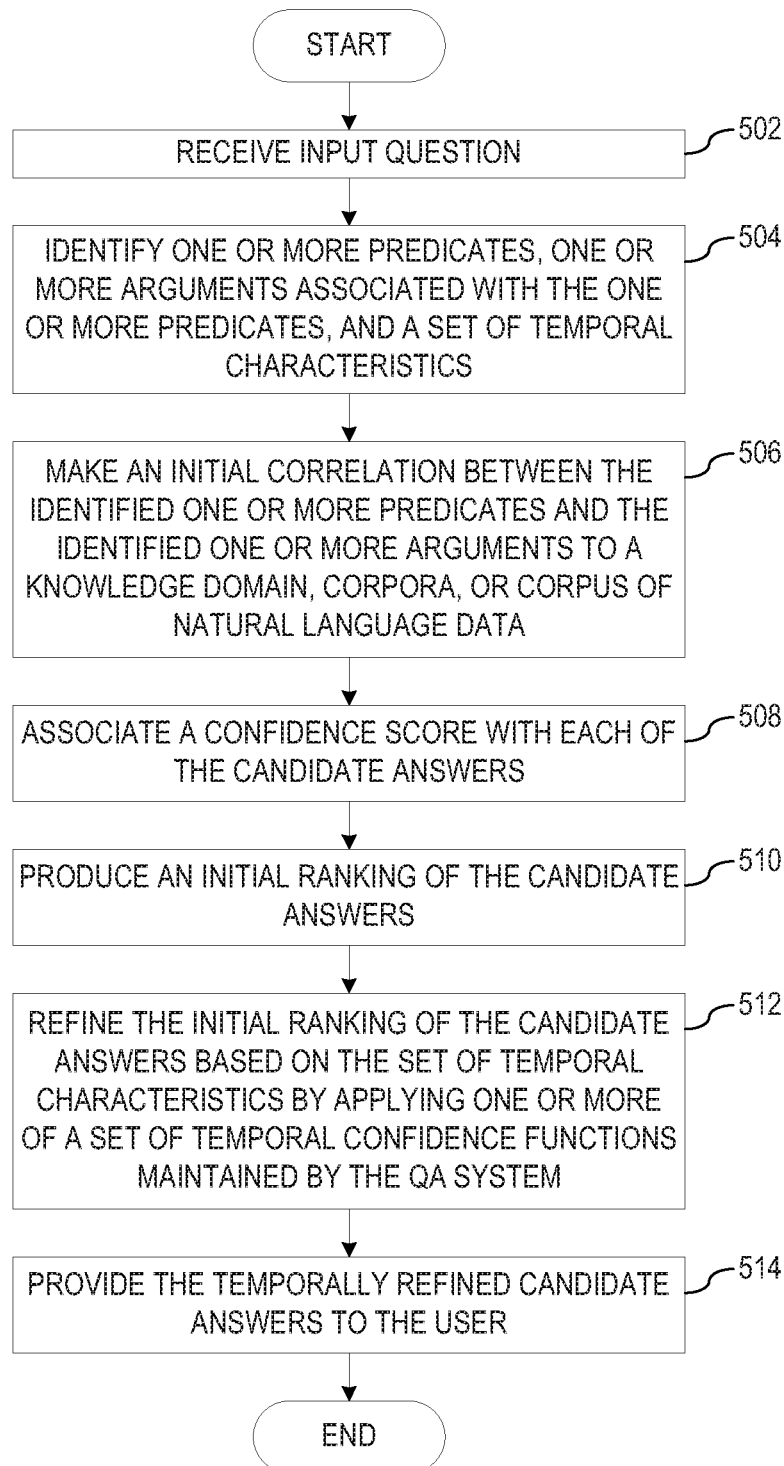 START
502
RECEIVE INPUT QUESTION
504
IDENTIFY ONE OR MORE PREDICATES, ONE OR
MORE ARGUMENTS ASSOCIATED WITH THE ONE
OR MORE PREDICATES, AND A SET OF TEMPORAL
CHARACTERISTICS
506
MAKE AN INITIAL CORRELATION BETWEEN THE
IDENTIFIED ONE OR MORE PREDICATES AND THE
IDENTIFIED ONE OR MORE ARGUMENTS TO A
KNOWLEDGE DOMAIN, CORPORA, OR CORPUS OF
NATURAL LANGUAGE DATA
508
ASSOCIATE A CONFIDENCE SCORE WITH EACH OF
THE CANDIDATE ANSWERS
510
PRODUCE AN INITIAL RANKING OF THE CANDIDATE
ANSWERS
512
REFINE THE INITIAL RANKING OF THE CANDIDATE
ANSWERS BASED ON THE SET OF TEMPORAL
CHARACTERISTICS BY APPLYING ONE OR MORE
OF A SET OF TEMPORAL CONFIDENCE FUNCTIONS
MAINTAINED BY THE QA SYSTEM
514
PROVIDE THE TEMPORALLY REFINED CANDIDATE
ANSWERS TO THE USER
END